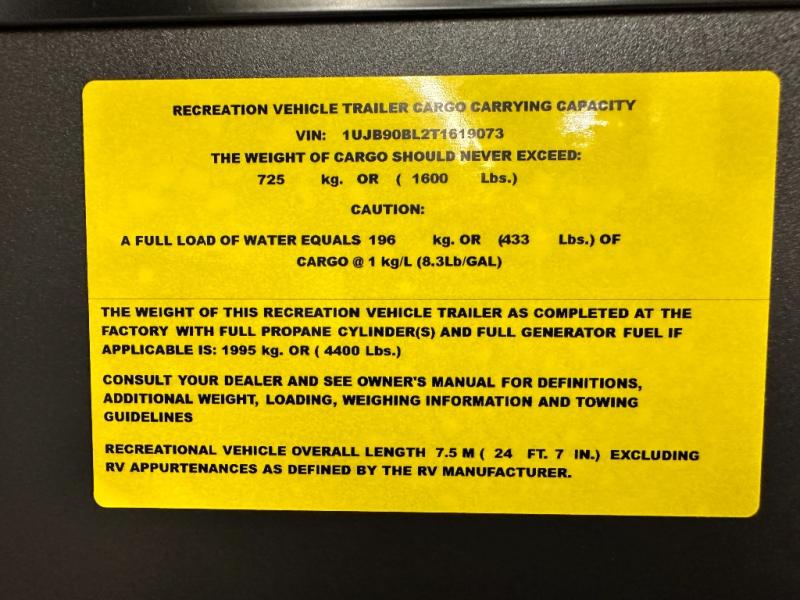 RECREATION VEHICLE TRAILER CARGO CARRYING CAPACITY
VIN: 1UJB90BL2T1619073
THE WEIGHT OF CARGO SHOULD NEVER EXCEED:
725 kg. OR ( 1600 Lbs.)
CAUTION:
A FULL LOAD OF WATER EQUALS 196 kg. OR (433 Lbs.) OF
CARGO @ 1 kg/L (8.3Lb/GAL)
THE WEIGHT OF THIS RECREATION VEHICLE TRAILER AS COMPLETED AT THE
FACTORY WITH FULL PROPANE CYLINDER(S) AND FULL GENERATOR FUEL IF
APPLICABLE IS: 1995 kg. OR ( 4400 Lbs.)
CONSULT YOUR DEALER AND SEE OWNER'S MANUAL FOR DEFINITIONS,
ADDITIONAL WEIGHT, LOADING, WEIGHING INFORMATION AND TOWING
GUIDELINES
RECREATIONAL VEHICLE OVERALL LENGTH 7.5 M ( 24 FT. 7 IN.) EXCLUDING
RV APPURTENANCES AS DEFINED BY THE RV MANUFACTURER.